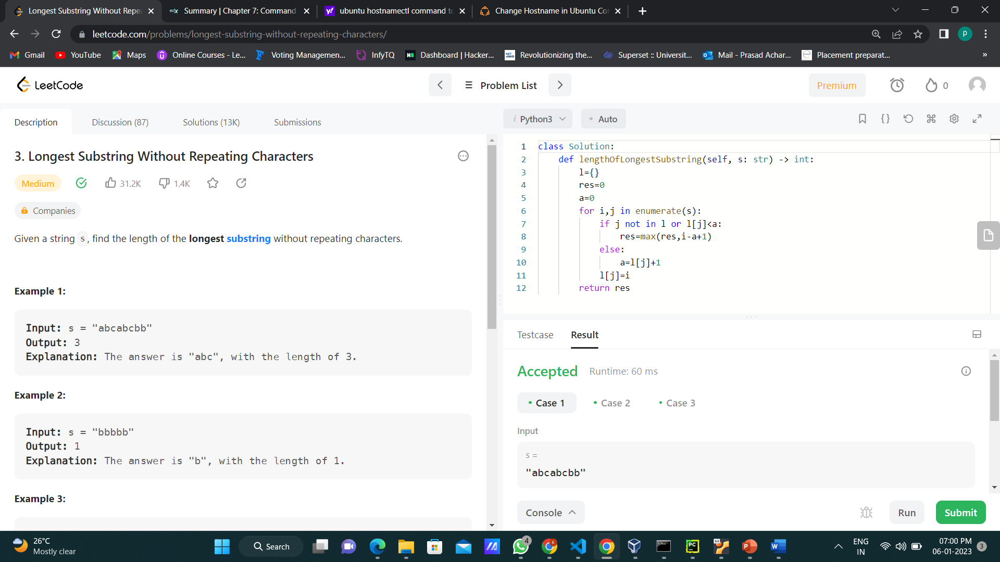 Longest Substring Without Repe
edX Summary | Chapter 7: Command
y! ubuntu hostnamectl command to
Change Hostname in Ubuntu Co
leetcode.com/problems/longest-substring-without-repeating-characters/
P
Gmail
YouTube
Maps
Online Courses - Le...
Voting Managemen...
InfyTQ
Dashboard | Hacker...
Revolutionizing the...
Superset :: Universit...
Mail - Prasad Achar...
Placement preparat...
»
LeetCode
Problem List
Premium
0
Description
Discussion (87)
Solutions (13K)
Submissions
3. Longest Substring Without Repeating Characters
Medium
31.2K
1.4K
Companies
Given a string s, find the length of the longest substring without repeating characters.
Example 1:
Input: s = "abcabcbb"
Output: 3
Explanation: The answer is "abc", with the length of 3.
Example 2:
Input: s = "bbbbb"
Output: 1
Explanation: The answer is "b", with the length of 1.
Example 3:
i Python3
Auto
{}
1 class Solution:
2 def lengthOfLongestSubstring(self, s: str) -> int:
3 l={}
4 res=0
5 a=0
6 for i,j in enumerate(s):
7 if j not in l or l[j]<a:
8 res=max(res,i-a+1)
9 else:
10 a=l[j]+1
11 l[j]=i
12 return res
Testcase
Result
Accepted
Runtime: 60 ms
Case 1
Case 2
Case 3
Input
s =
"abcabcbb"
Console
Run
Submit
26°C
Mostly clear
Search
4
K
PC
64
P
W
ENG
IN
07:00 PM
06-01-2023
3